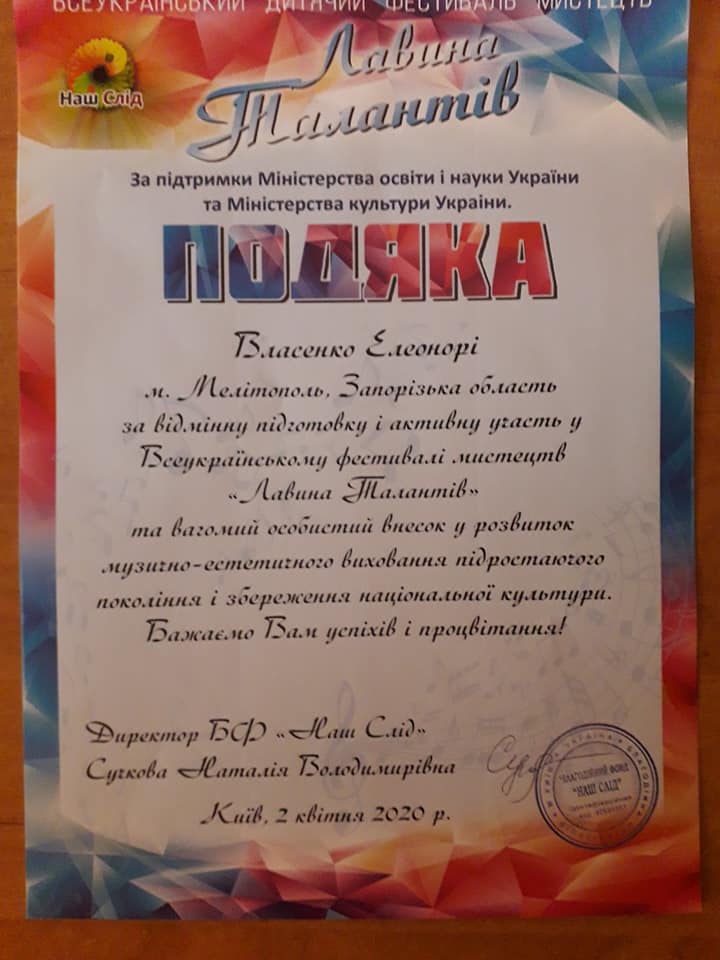 ВСЕУКРАЇНСЬКИЙ ДИТЯЧИЙ ФЕСТИВАЛЬ МИСТЕЦТВ
Лавина
Талантів
Наш Слід
За підтримки Міністерства освіти і науки України
та Міністерства культури України.
ПОДЯКА
Власенко Елеонорі
м. Мелітополь, Запорізька область
за відмінну підготовку і активну участь у
Всеукраїнському фестивалі мистецтв
«Лавина Талантів»
та вагомий особистий внесок у розвиток
музично-естетичного виховання підростаючого
покоління і збереження національної культури.
Бажаємо Вам успіхів і процвітання!
Директор БФ «Наш Слід»
Сучкова Наталія Володимирівна
Київ, 2 квітня 2020 р.
БЛАГОДІЙНИЙ ФОНД
"НАШ СЛІД"